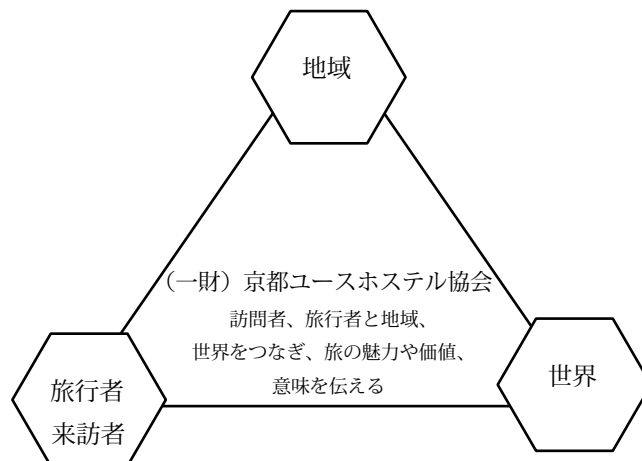 地域
（一財）京都ユースホステル協会
訪問者、旅行者と地域、
世界をつなぎ、旅の魅力や価値、
意味を伝える
旅行者
来訪者
世界